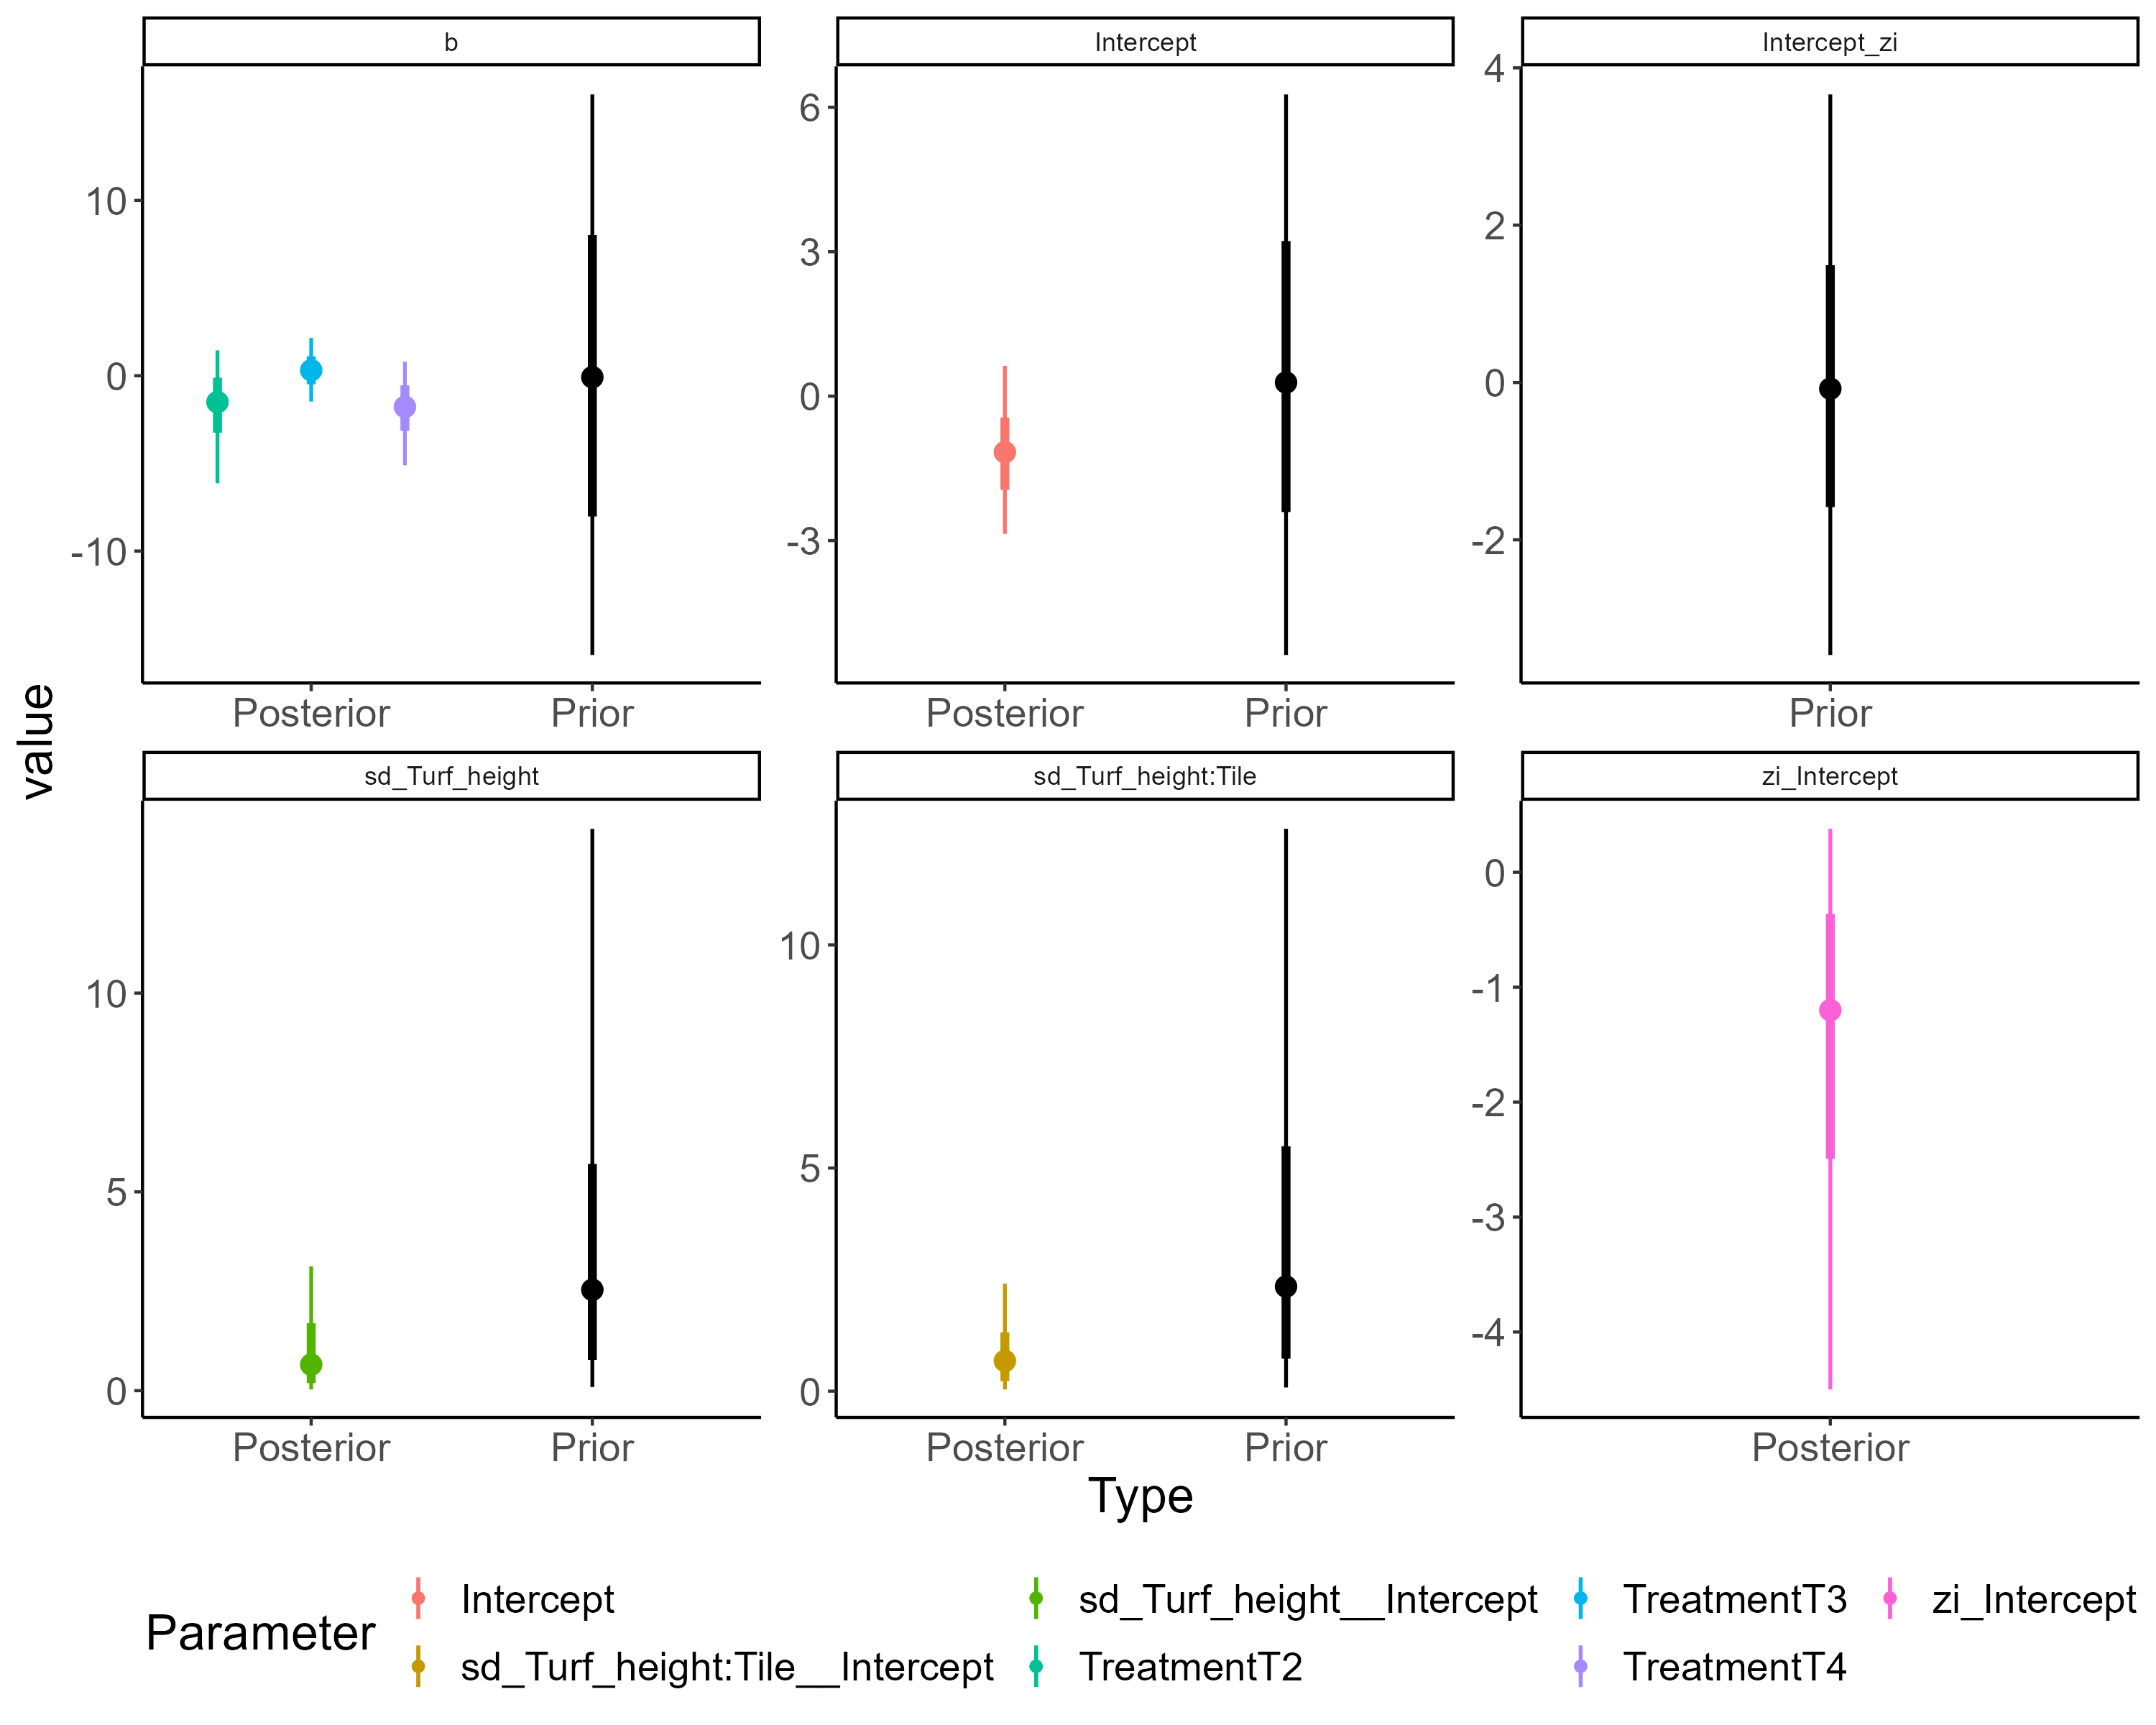 b
Intercept
Intercept_zi
10
0
-10
6
3
0
-3
4
2
0
-2
Posterior
Prior
Posterior
Prior
Prior
value
sd_Turf_height
sd_Turf_height:Tile
zi_Intercept
10
5
0
10
5
0
0
-1
-2
-3
-4
Posterior
Prior
Posterior
Prior
Posterior
Type
Parameter
Intercept
sd_Turf_height:Tile__Intercept
sd_Turf_height__Intercept
TreatmentT2
TreatmentT3
TreatmentT4
zi_Intercept